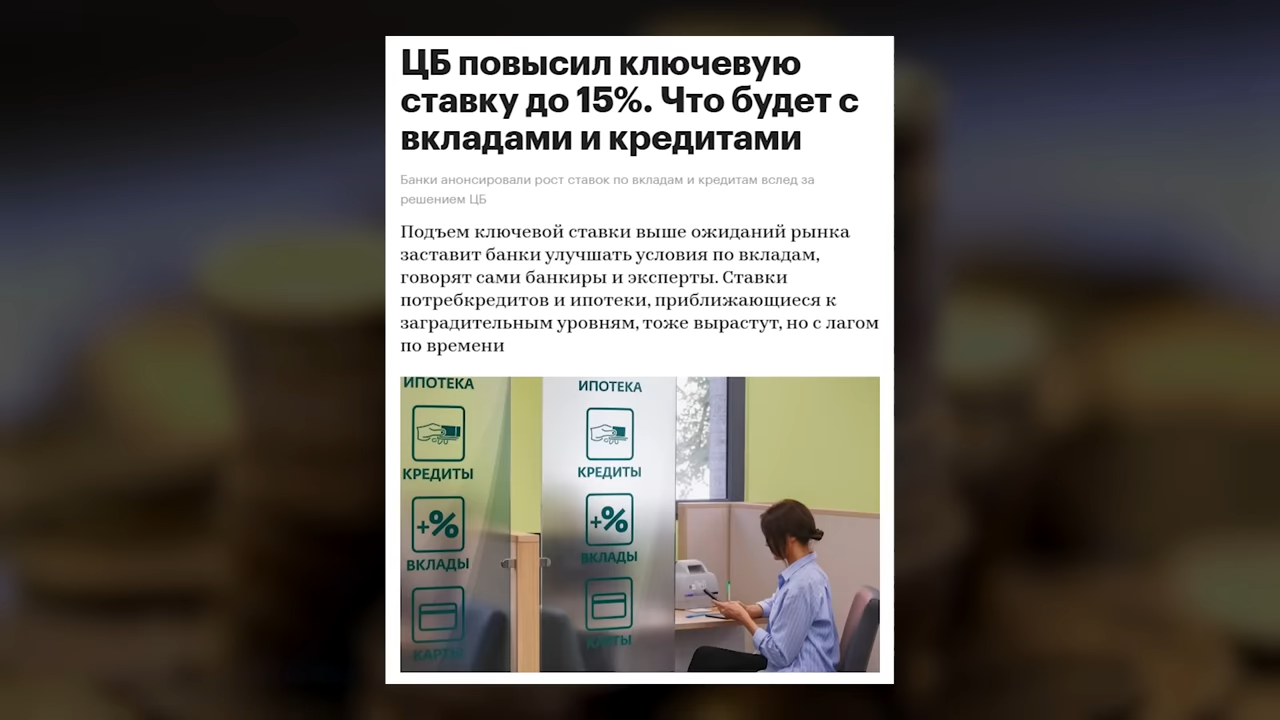 ЦБ повысил ключевую
ставку до 15%. Что будет с
вкладами и кредитами
Банки анонсировали рост ставок по вкладам и кредитам вслед за
решением ЦБ
Подъем ключевой ставки выше ожиданий рынка
заставит банки улучшать условия по вкладам,
говорят сами банкиры и эксперты. Ставки
потребкредитов и ипотеки, приближающиеся к
заградительным уровням, тоже вырастут, но с лагом
по времени
ИПОТЕКА
КРЕДИТЫ
+%
ВКЛАДЫ
КАРТЫ
ИПОТЕКА
КРЕДИТЫ
+%
ВКЛАДЫ
КАРТЫ